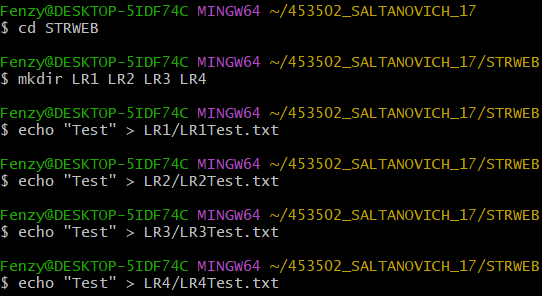 Fenzy@DESKTOP-5IDF74C MINGW64 ~/453502_SALTANOVICH_17
$ cd STRWEB
Fenzy@DESKTOP-5IDF74C MINGW64 ~/453502_SALTANOVICH_17/STRWEB
$ mkdir LR1 LR2 LR3 LR4
Fenzy@DESKTOP-5IDF74C MINGW64 ~/453502_SALTANOVICH_17/STRWEB
$ echo "Test" > LR1/LR1Test.txt
Fenzy@DESKTOP-5IDF74C MINGW64 ~/453502_SALTANOVICH_17/STRWEB
$ echo "Test" > LR2/LR2Test.txt
Fenzy@DESKTOP-5IDF74C MINGW64 ~/453502_SALTANOVICH_17/STRWEB
$ echo "Test" > LR3/LR3Test.txt
Fenzy@DESKTOP-5IDF74C MINGW64 ~/453502_SALTANOVICH_17/STRWEB
$ echo "Test" > LR4/LR4Test.txt